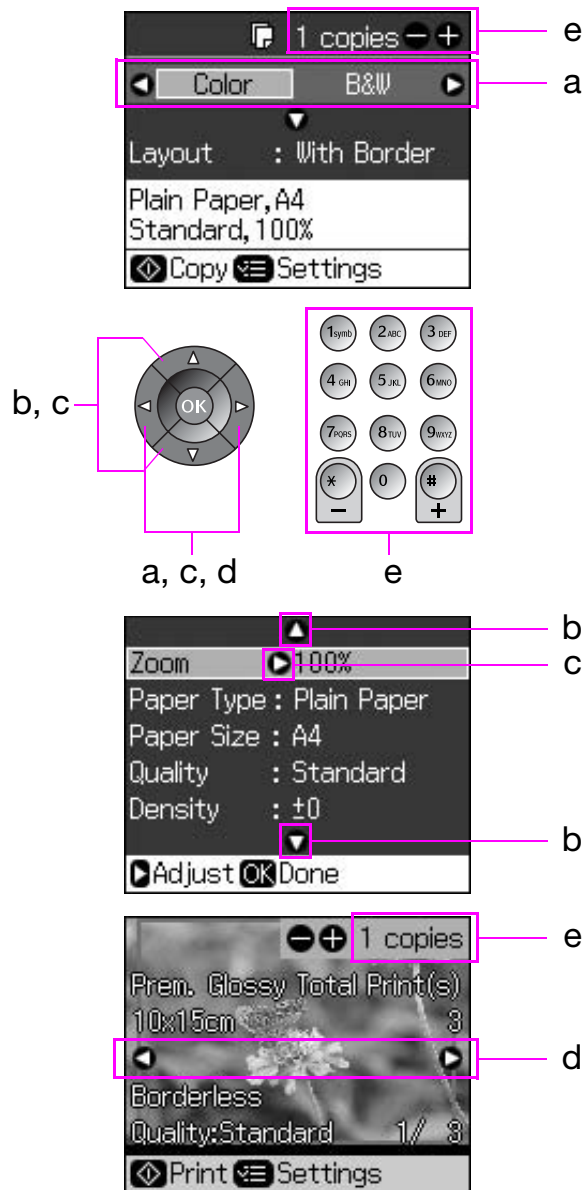 1 copies e
Color B&W a
Layout : With Border
Plain Paper, A4
Standard, 100%
Copy Settings
1symb 2ABC 3DEF
4GHI 5JKL 6MNO
b, c OK
7PQRS 8TUV 9WXYZ
* 0 #
− +
a, c, d e
b
Zoom 100% c
Paper Type : Plain Paper
Paper Size : A4
Quality : Standard
Density : ±0
b
Adjust OK Done
1 copies e
Prem. Glossy Total Print(s)
10x15cm 3
d
Borderless
Quality:Standard 1/ 3
Print Settings